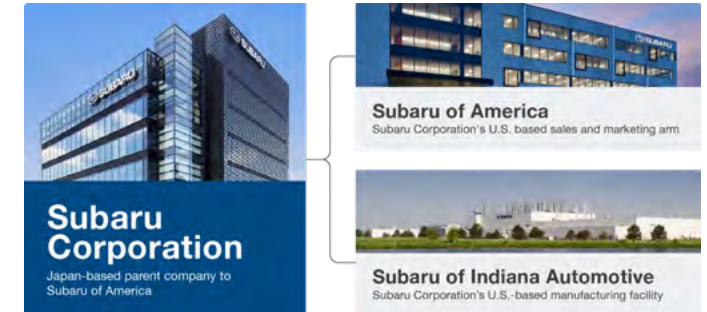 SUBARU
SUBARU
SUBARU
Subaru of America
Subaru Corporation's U.S. based sales and marketing arm
Subaru
Corporation
Japan-based parent company to
Subaru of America
Subaru of Indiana Automotive
Subaru Corporation's U.S.-based manufacturing facility